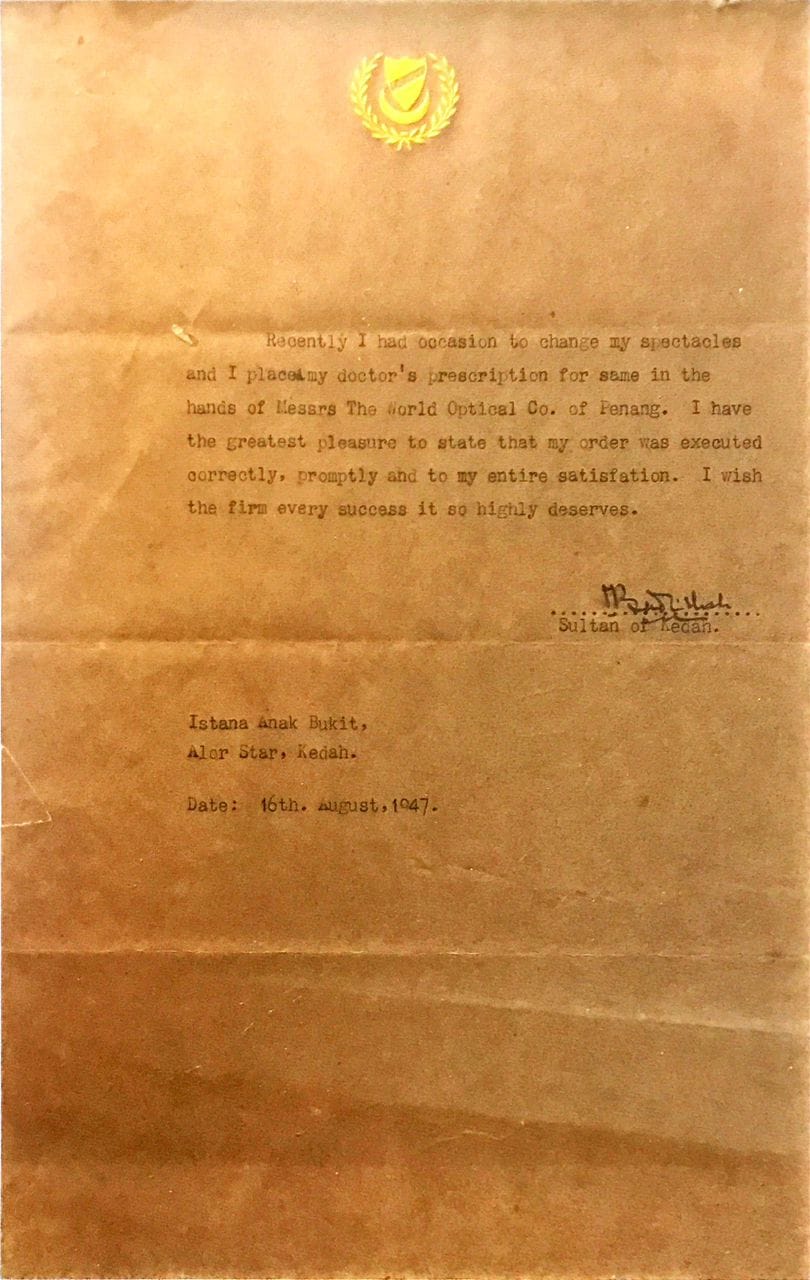 Recently I had occasion to change my spectacles
and I placed my doctor's prescription for same in the
hands of Messrs The World Optical Co. of Penang. I have
the greatest pleasure to state that my order was executed
correctly, promptly and to my entire satisfation. I wish
the firm every success it so highly deserves.
Sultan of Kedah.
Istana Anak Bukit,
Alor Star, Kedah.
Date: 16th. August,1947.